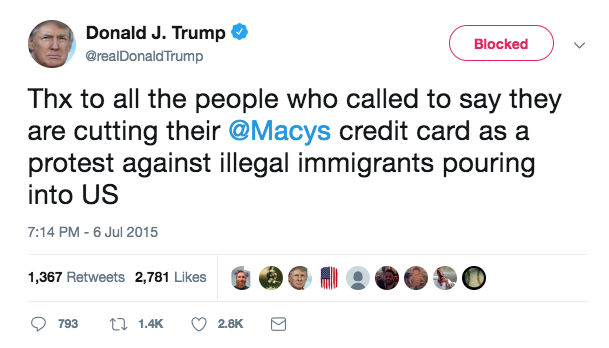 Donald J. Trump
@realDonaldTrump
Blocked
Thx to all the people who called to say they
are cutting their @Macys credit card as a
protest against illegal immigrants pouring
into US
7:14 PM - 6 Jul 2015
1,367 Retweets 2,781 Likes
793 1.4K 2.8K